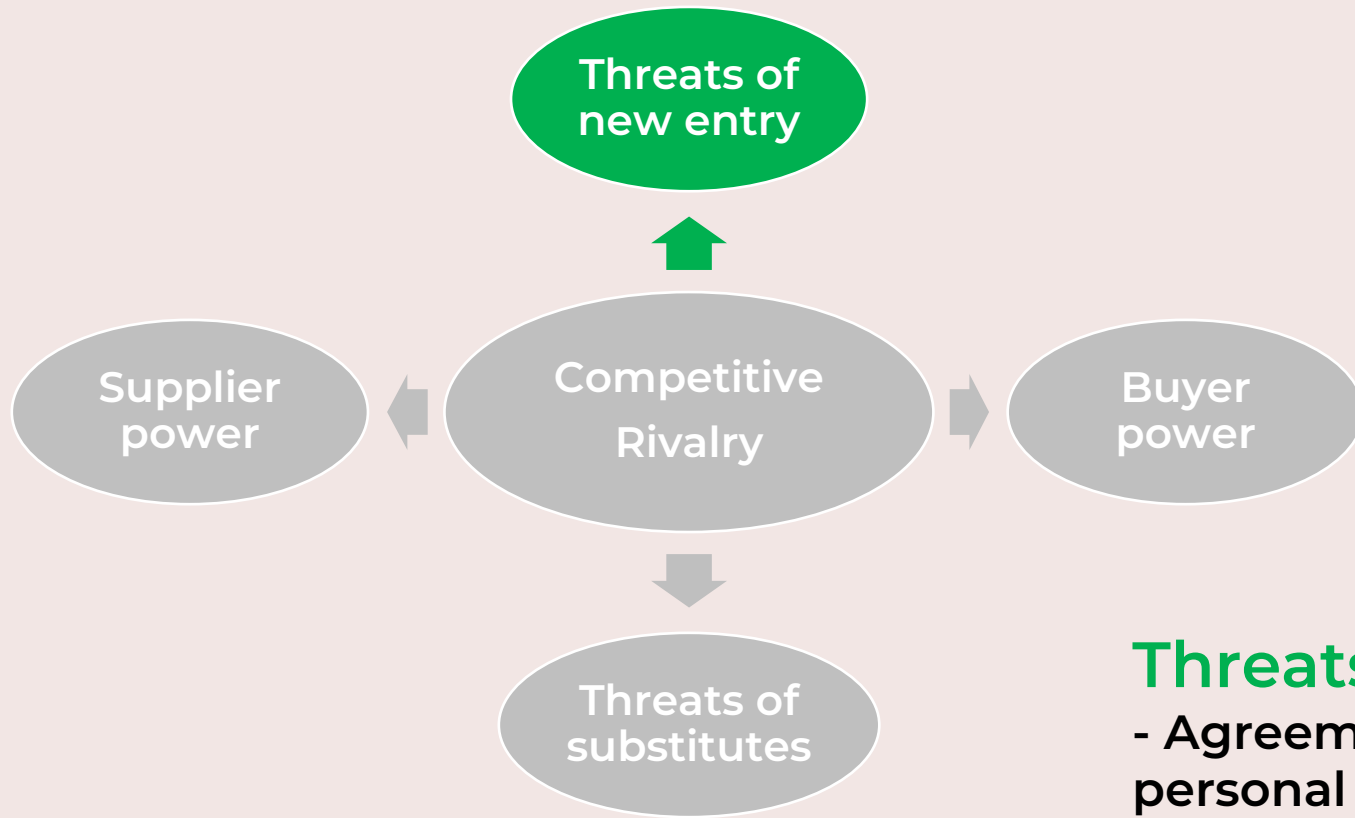 Threats of
new entry
Supplier
power
Competitive
Rivalry
Buyer
power
Threats of
substitutes
Threats
- Agreem
personal